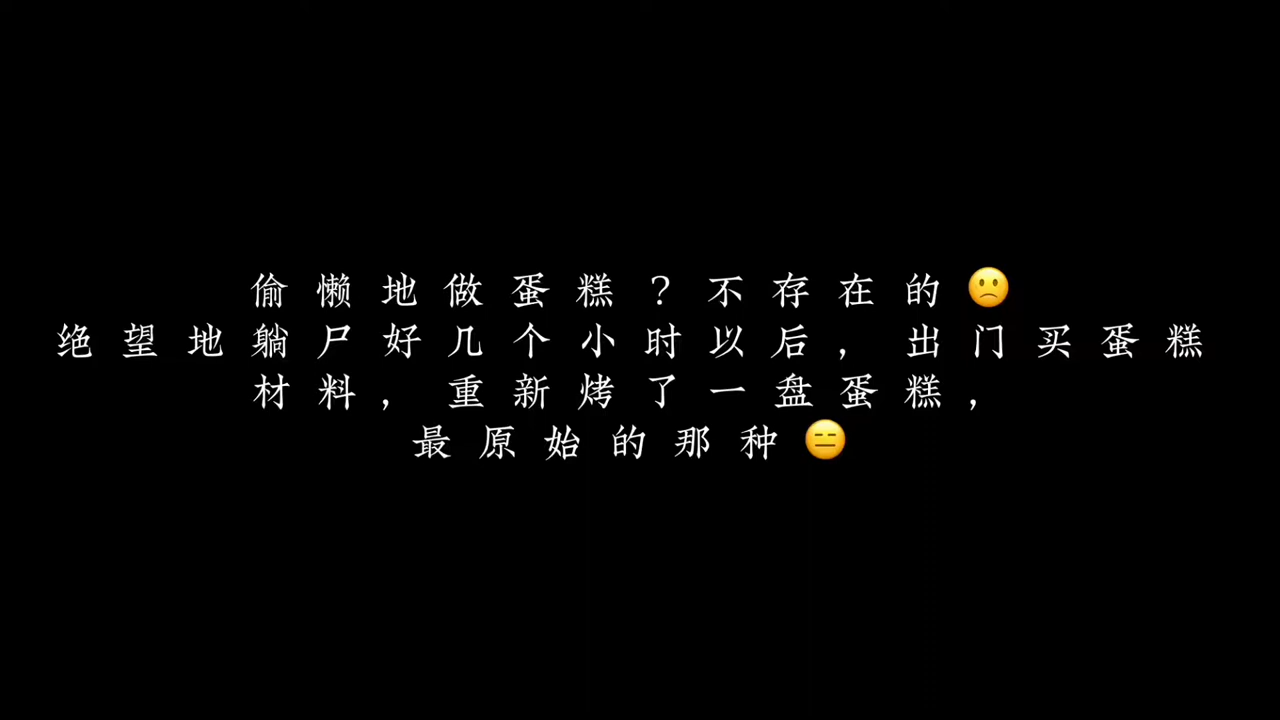 偷懒地做蛋糕？不存在的🙁
绝望地躺尸好几个小时以后，出门买蛋糕
材料，重新烤了一盘蛋糕，
最原始的那种😑